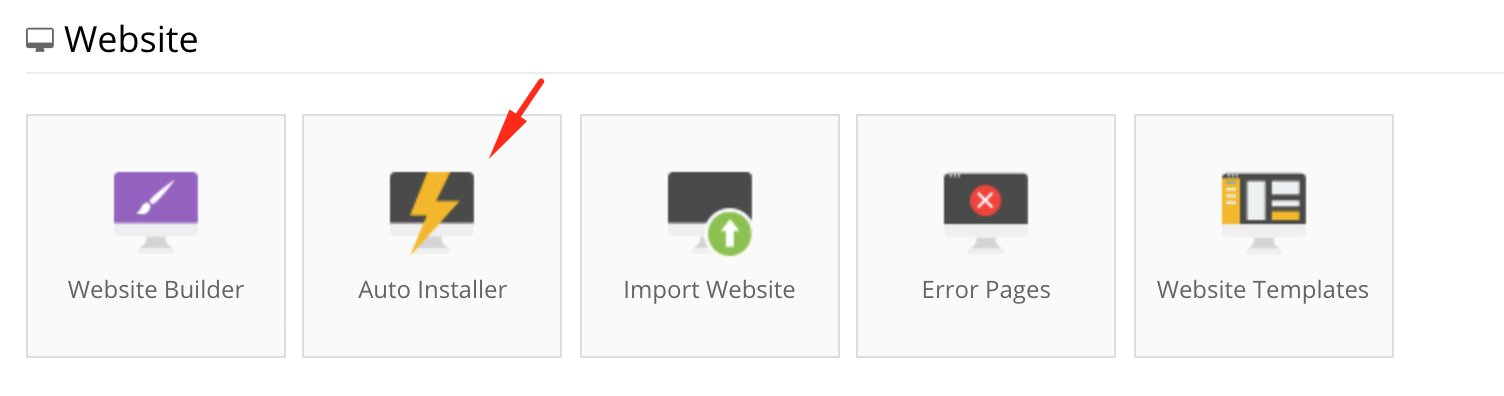 Website
Website Builder
Auto Installer
Import Website
Error Pages
Website Templates